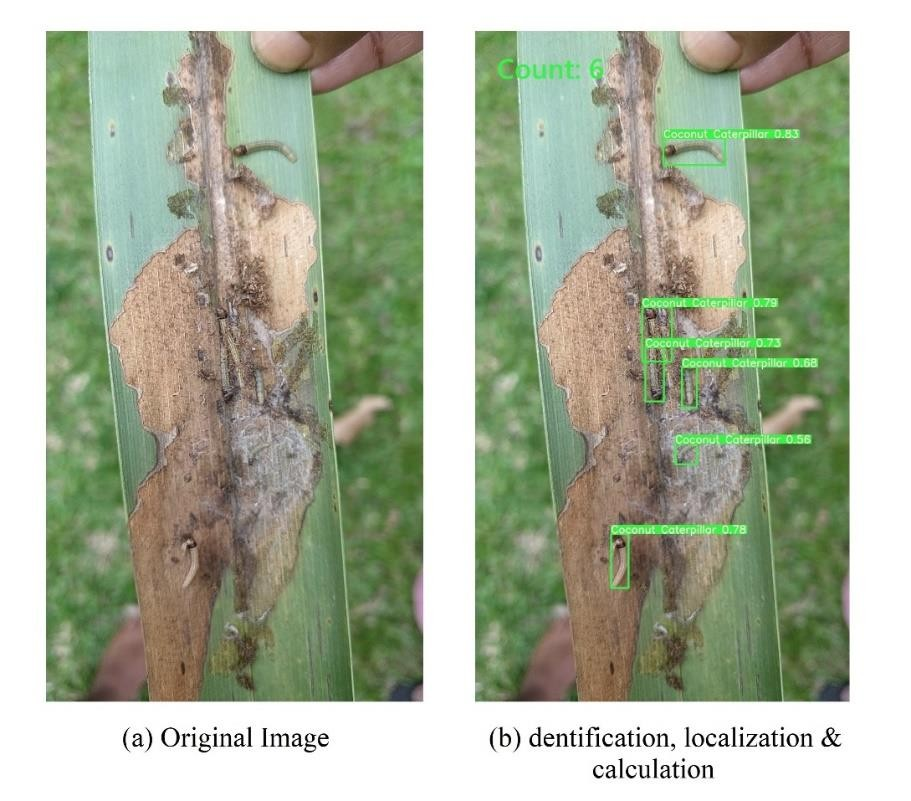 Count: 6
Coconut Caterpillar 0.83
Coconut Caterpillar 0.79
Coconut Caterpillar 0.73
Coconut Caterpillar 0.68
Coconut Caterpillar 0.56
Coconut Caterpillar 0.78
(a) Original Image
(b) dentification, localization &
calculation